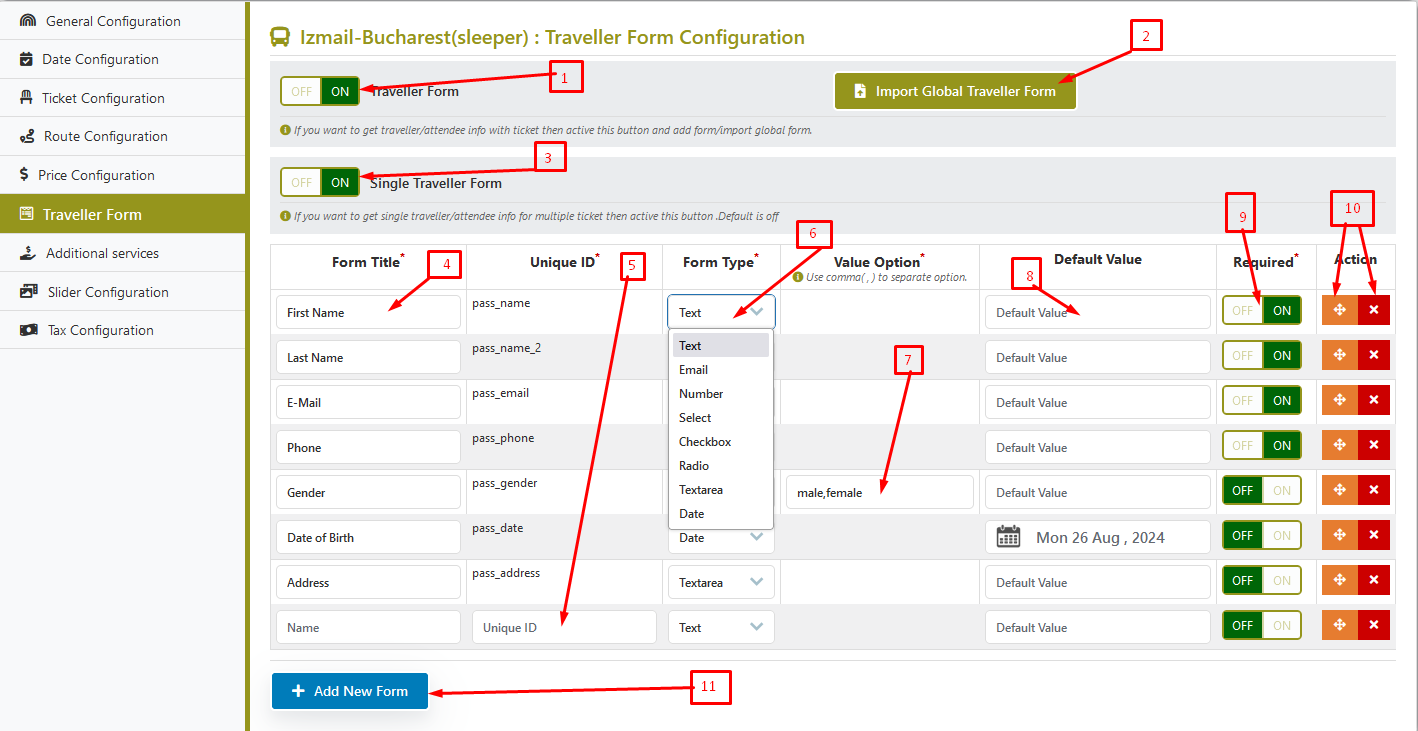 General Configuration
Date Configuration
Ticket Configuration
Route Configuration
Price Configuration
Traveller Form
Additional services
Slider Configuration
Tax Configuration
Izmail-Bucharest(sleeper) : Traveller Form Configuration
2
OFF ON Traveller Form 1 Import Global Traveller Form
If you want to get traveller/attendee info with ticket then active this button and add form/import global form.
3
OFF ON Single Traveller Form
If you want to get single traveller/attendee info for multiple ticket then active this button .Default is off
9 10
6
Form Title* 4 Unique ID* 5 Form Type* Value Option* Default Value Required* Action
Use comma( , ) to separate option.
8
First Name pass_name Text Default Value OFF ON
Last Name pass_name_2 Text Default Value OFF ON
7
E-Mail pass_email Email Default Value OFF ON
Number
Select
Phone pass_phone Checkbox Default Value OFF ON
Radio
Gender pass_gender Textarea male,female Default Value OFF ON
Date
Date of Birth pass_date Date Mon 26 Aug , 2024 OFF ON
Address pass_address Textarea Default Value OFF ON
Name Unique ID Text Default Value OFF ON
Add New Form 11